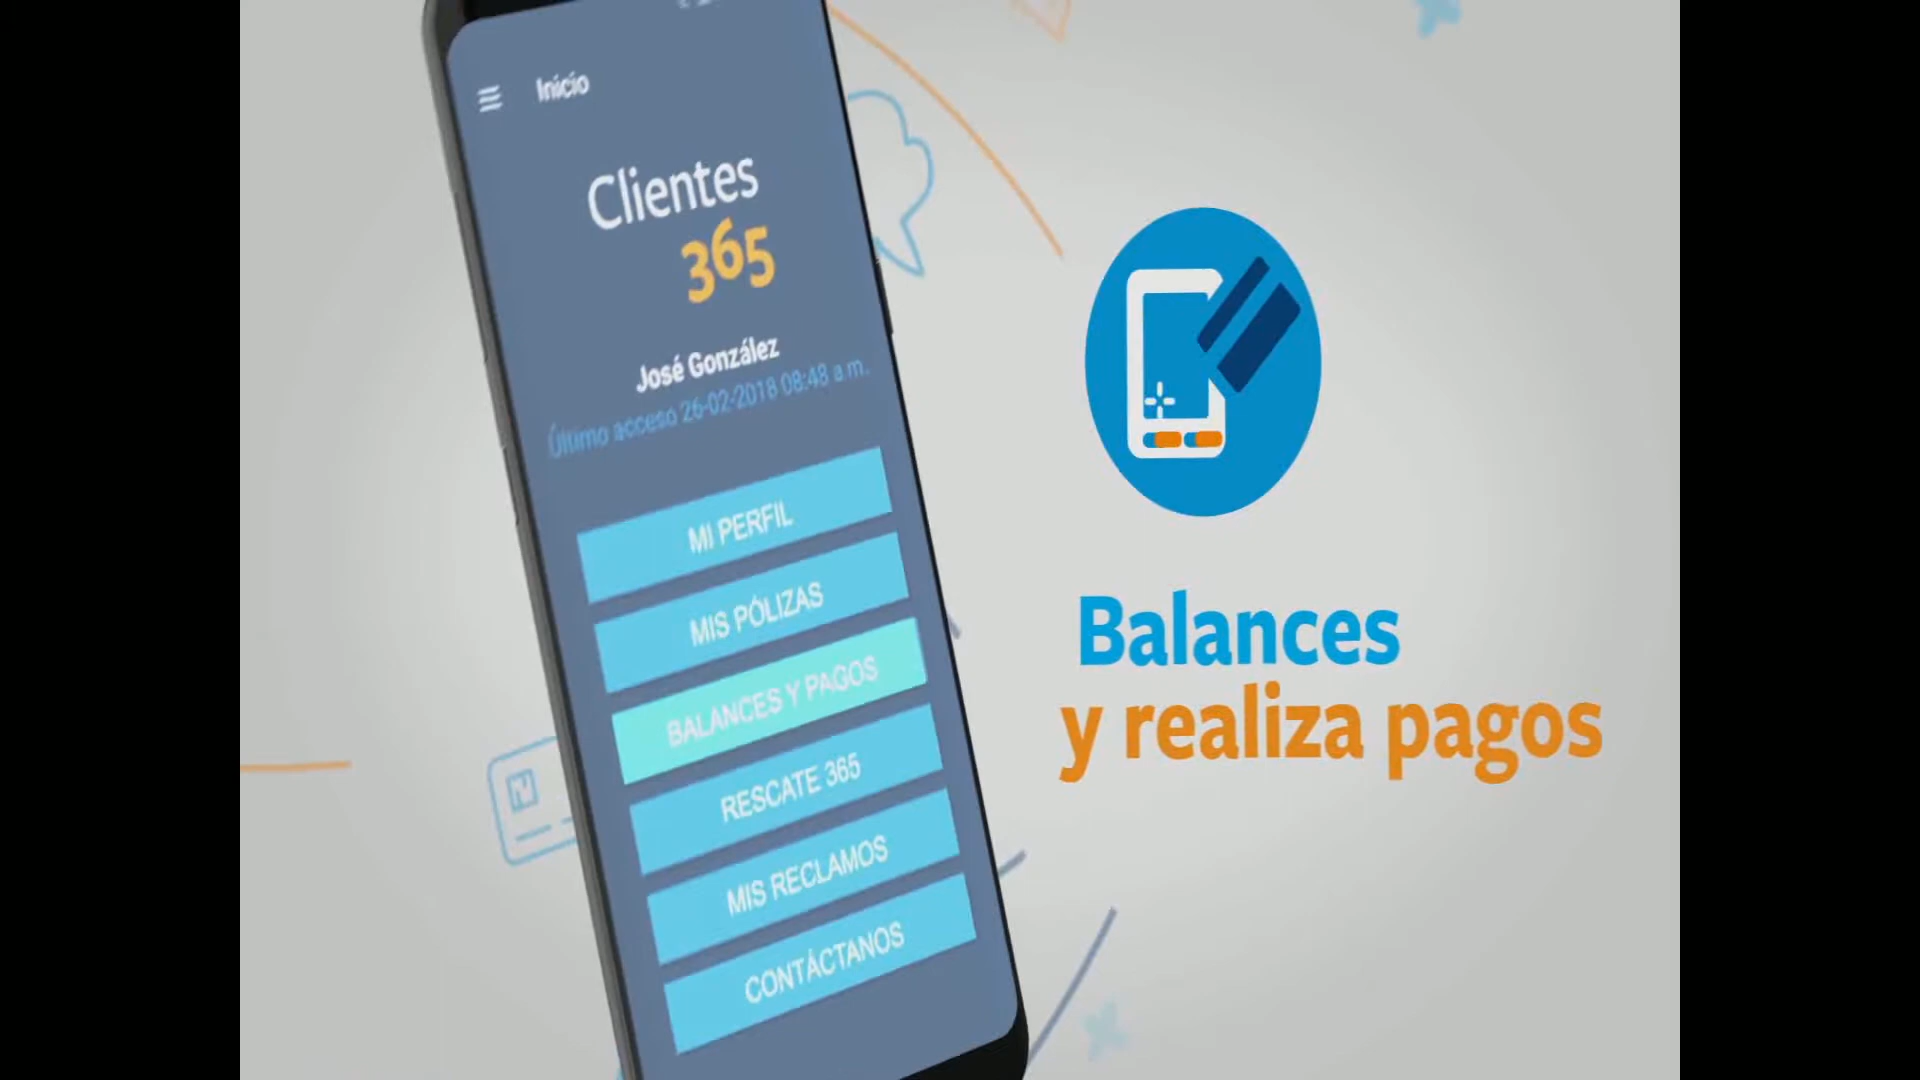 Inicio
Clientes
365
José González
Último acceso 26-02-2018 08:48 a.m.
MI PERFIL
MIS PÓLIZAS
BALANCES Y PAGOS
RESCATE 365
MIS RECLAMOS
CONTÁCTANOS
Balances
y realiza pagos